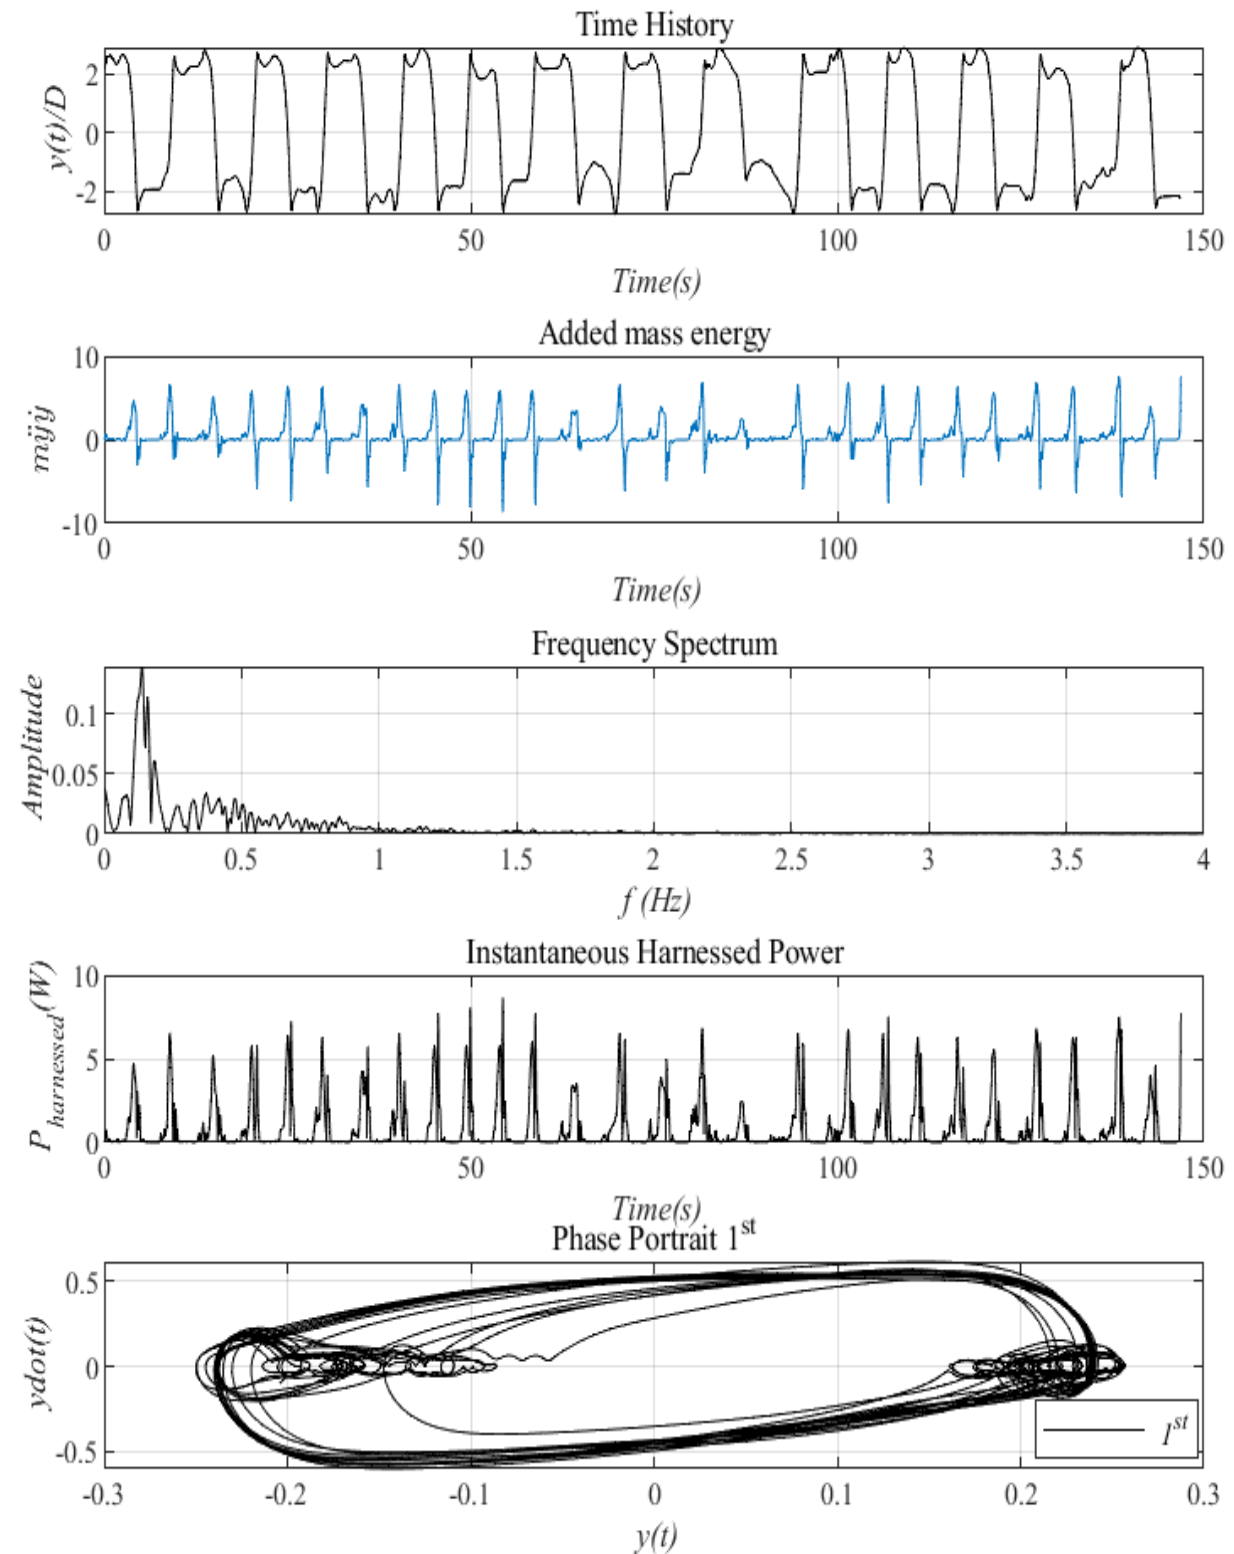 Time History
y(t)/D
2
0
-2
0 50 100 150
Time(s)
Added mass energy
mÿẏ
10
0
-10
0 50 100 150
Time(s)
Frequency Spectrum
Amplitude
0.1
0.05
0
0 0.5 1 1.5 2 2.5 3 3.5 4
f (Hz)
Instantaneous Harnessed Power
P harnessed (W)
10
5
0
0 50 100 150
Time(s)
Phase Portrait 1st
ydot(t)
0.5
0
-0.5
1st
-0.3 -0.2 -0.1 0 0.1 0.2 0.3
y(t)